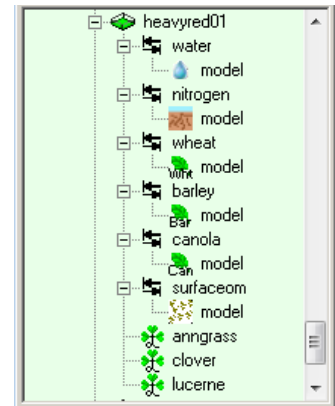 heavyred01
water
model
nitrogen
model
wheat
Wht model
barley
Bar model
canola
Can model
surfaceom
model
anngrass
clover
lucerne